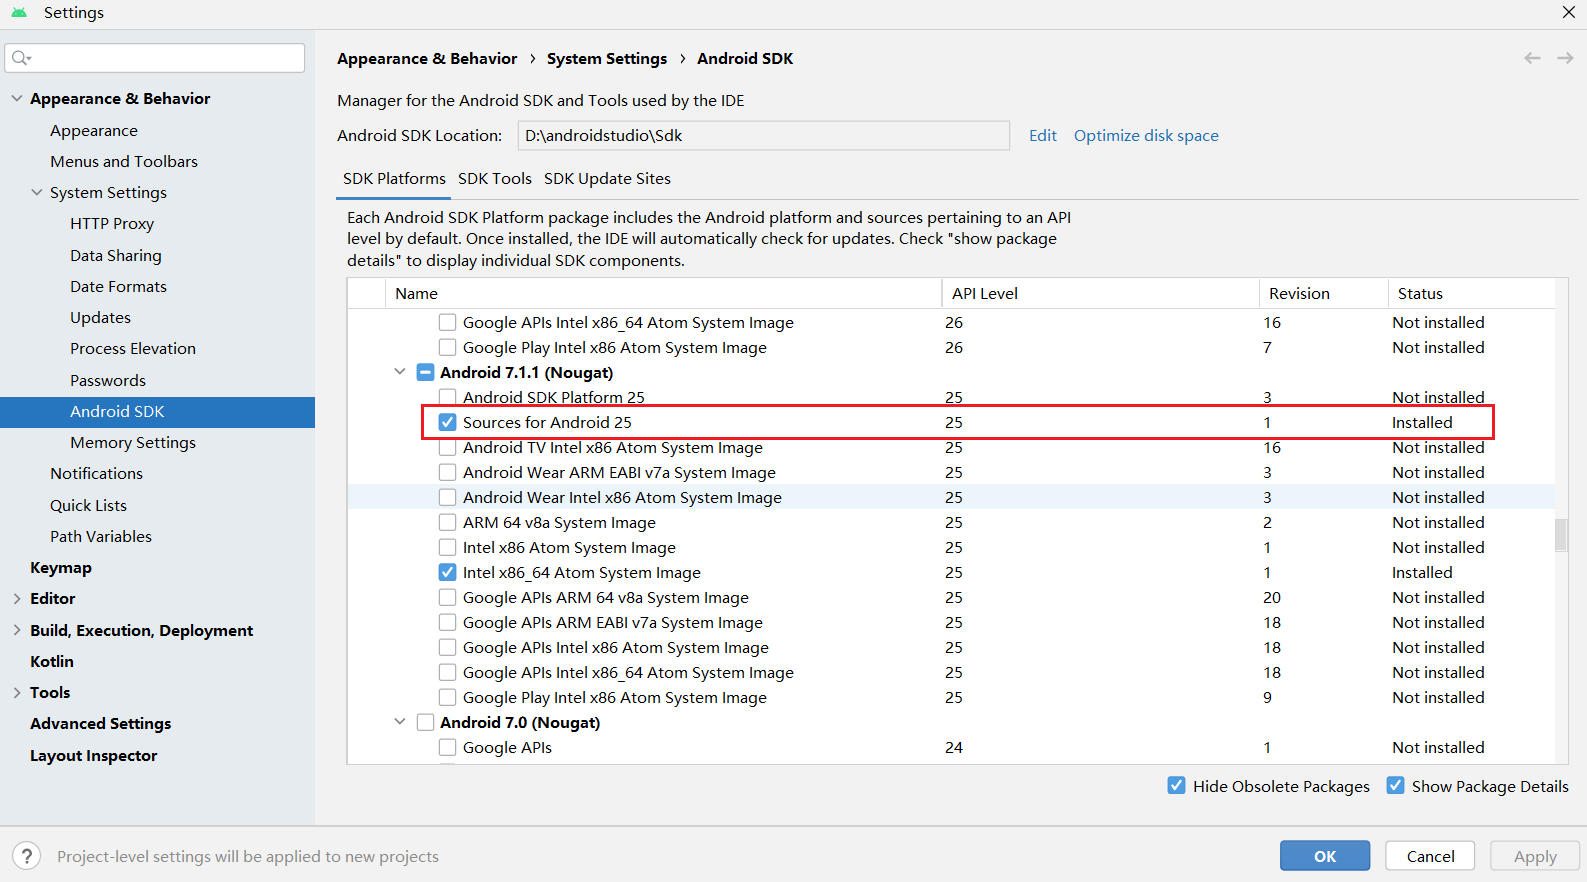 Settings
Appearance & Behavior › System Settings › Android SDK
Appearance & Behavior
Appearance
Menus and Toolbars
System Settings
HTTP Proxy
Data Sharing
Date Formats
Updates
Process Elevation
Passwords
Android SDK
Memory Settings
Notifications
Quick Lists
Path Variables
Keymap
Editor
Build, Execution, Deployment
Kotlin
Tools
Advanced Settings
Layout Inspector
Manager for the Android SDK and Tools used by the IDE
Android SDK Location: D:\androidstudio\Sdk Edit Optimize disk space
SDK Platforms SDK Tools SDK Update Sites
Each Android SDK Platform package includes the Android platform and sources pertaining to an API
level by default. Once installed, the IDE will automatically check for updates. Check "show package
details" to display individual SDK components.
Name API Level Revision Status
Google APIs Intel x86_64 Atom System Image 26 16 Not installed
Google Play Intel x86 Atom System Image 26 7 Not installed
Android 7.1.1 (Nougat)
Android SDK Platform 25 25 3 Not installed
Sources for Android 25 25 1 Installed
Android TV Intel x86 Atom System Image 25 16 Not installed
Android Wear ARM EABI v7a System Image 25 3 Not installed
Android Wear Intel x86 Atom System Image 25 3 Not installed
ARM 64 v8a System Image 25 2 Not installed
Intel x86 Atom System Image 25 1 Not installed
Intel x86_64 Atom System Image 25 1 Installed
Google APIs ARM 64 v8a System Image 25 20 Not installed
Google APIs ARM EABI v7a System Image 25 18 Not installed
Google APIs Intel x86 Atom System Image 25 18 Not installed
Google APIs Intel x86_64 Atom System Image 25 18 Not installed
Google Play Intel x86 Atom System Image 25 9 Not installed
Android 7.0 (Nougat)
Google APIs 24 1 Not installed
Hide Obsolete Packages Show Package Details
? Project-level settings will be applied to new projects
OK Cancel Apply